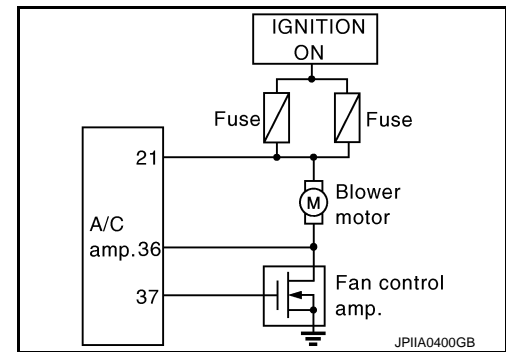 IGNITION
ON
Fuse
Fuse
21
Blower
motor
M
A/C
amp.
36
37
Fan control
amp.
JPIIA0400GB